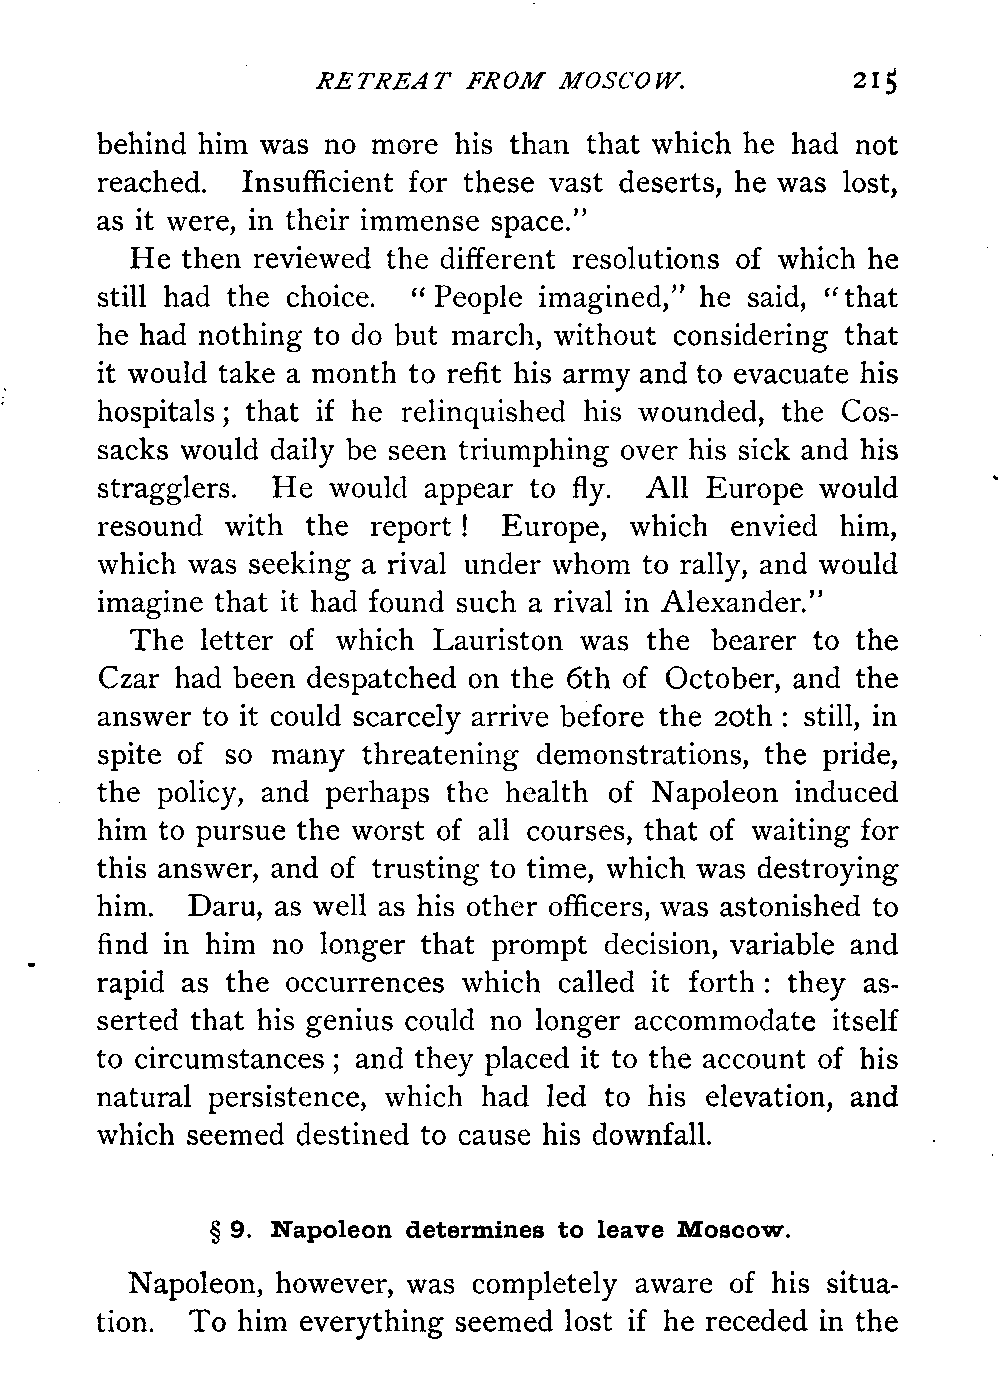 RETREAT FROM MOSCOW. 215
behind him was no more his than that which he had not
reached. Insufficient for these vast deserts, he was lost,
as it were, in their immense space."
He then reviewed the different resolutions of which he
still had the choice. "People imagined," he said, "that
he had nothing to do but march, without considering that
it would take a month to refit his army and to evacuate his
hospitals; that if he relinquished his wounded, the Cos-
sacks would daily be seen triumphing over his sick and his
stragglers. He would appear to fly. All Europe would
resound with the report! Europe, which envied him,
which was seeking a rival under whom to rally, and would
imagine that it had found such a rival in Alexander."
The letter of which Lauriston was the bearer to the
Czar had been despatched on the 6th of October, and the
answer to it could scarcely arrive before the 20th: still, in
spite of so many threatening demonstrations, the pride,
the policy, and perhaps the health of Napoleon induced
him to pursue the worst of all courses, that of waiting for
this answer, and of trusting to time, which was destroying
him. Daru, as well as his other officers, was astonished to
find in him no longer that prompt decision, variable and
rapid as the occurrences which called it forth: they as-
serted that his genius could no longer accommodate itself
to circumstances; and they placed it to the account of his
natural persistence, which had led to his elevation, and
which seemed destined to cause his downfall.
§ 9. Napoleon determines to leave Moscow.
Napoleon, however, was completely aware of his situa-
tion. To him everything seemed lost if he receded in the